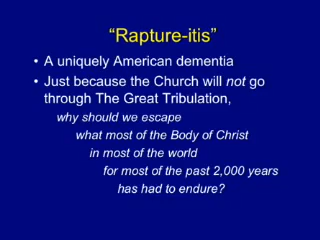 “Rapture-itis”
• A uniquely American dementia
• Just because the Church will not go
through The Great Tribulation,
why should we escape
what most of the Body of Christ
in most of the world
for most of the past 2,000 years
has had to endure?